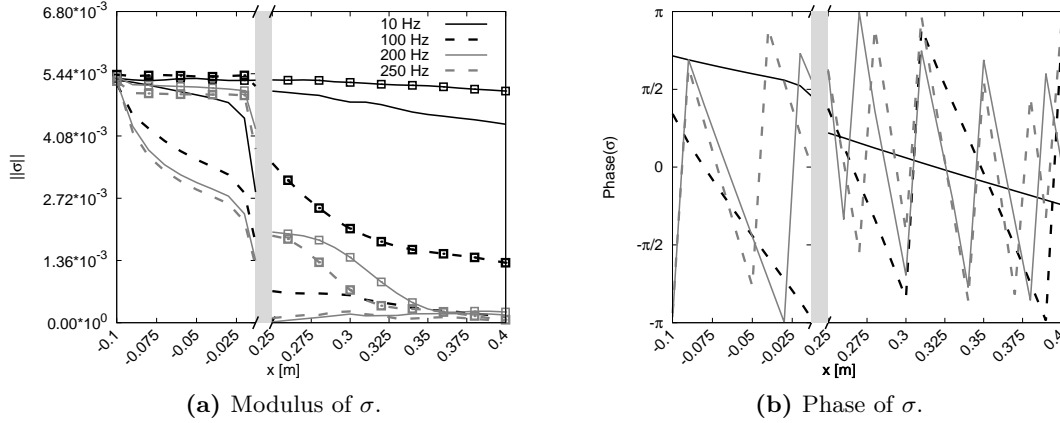 6.80*10⁻³
5.44*10⁻³
4.08*10⁻³
2.72*10⁻³
1.36*10⁻³
0.00*10⁰
||σ||
10 Hz
100 Hz
200 Hz
250 Hz
-0.1
-0.075
-0.05
-0.025
0.25
0.275
0.3
0.325
0.35
0.375
0.4
x [m]
(a) Modulus of σ.
π
π/2
0
-π/2
-π
Phase(σ)
-0.1
-0.075
-0.05
-0.025
0.25
0.275
0.3
0.325
0.35
0.375
0.4
x [m]
(b) Phase of σ.